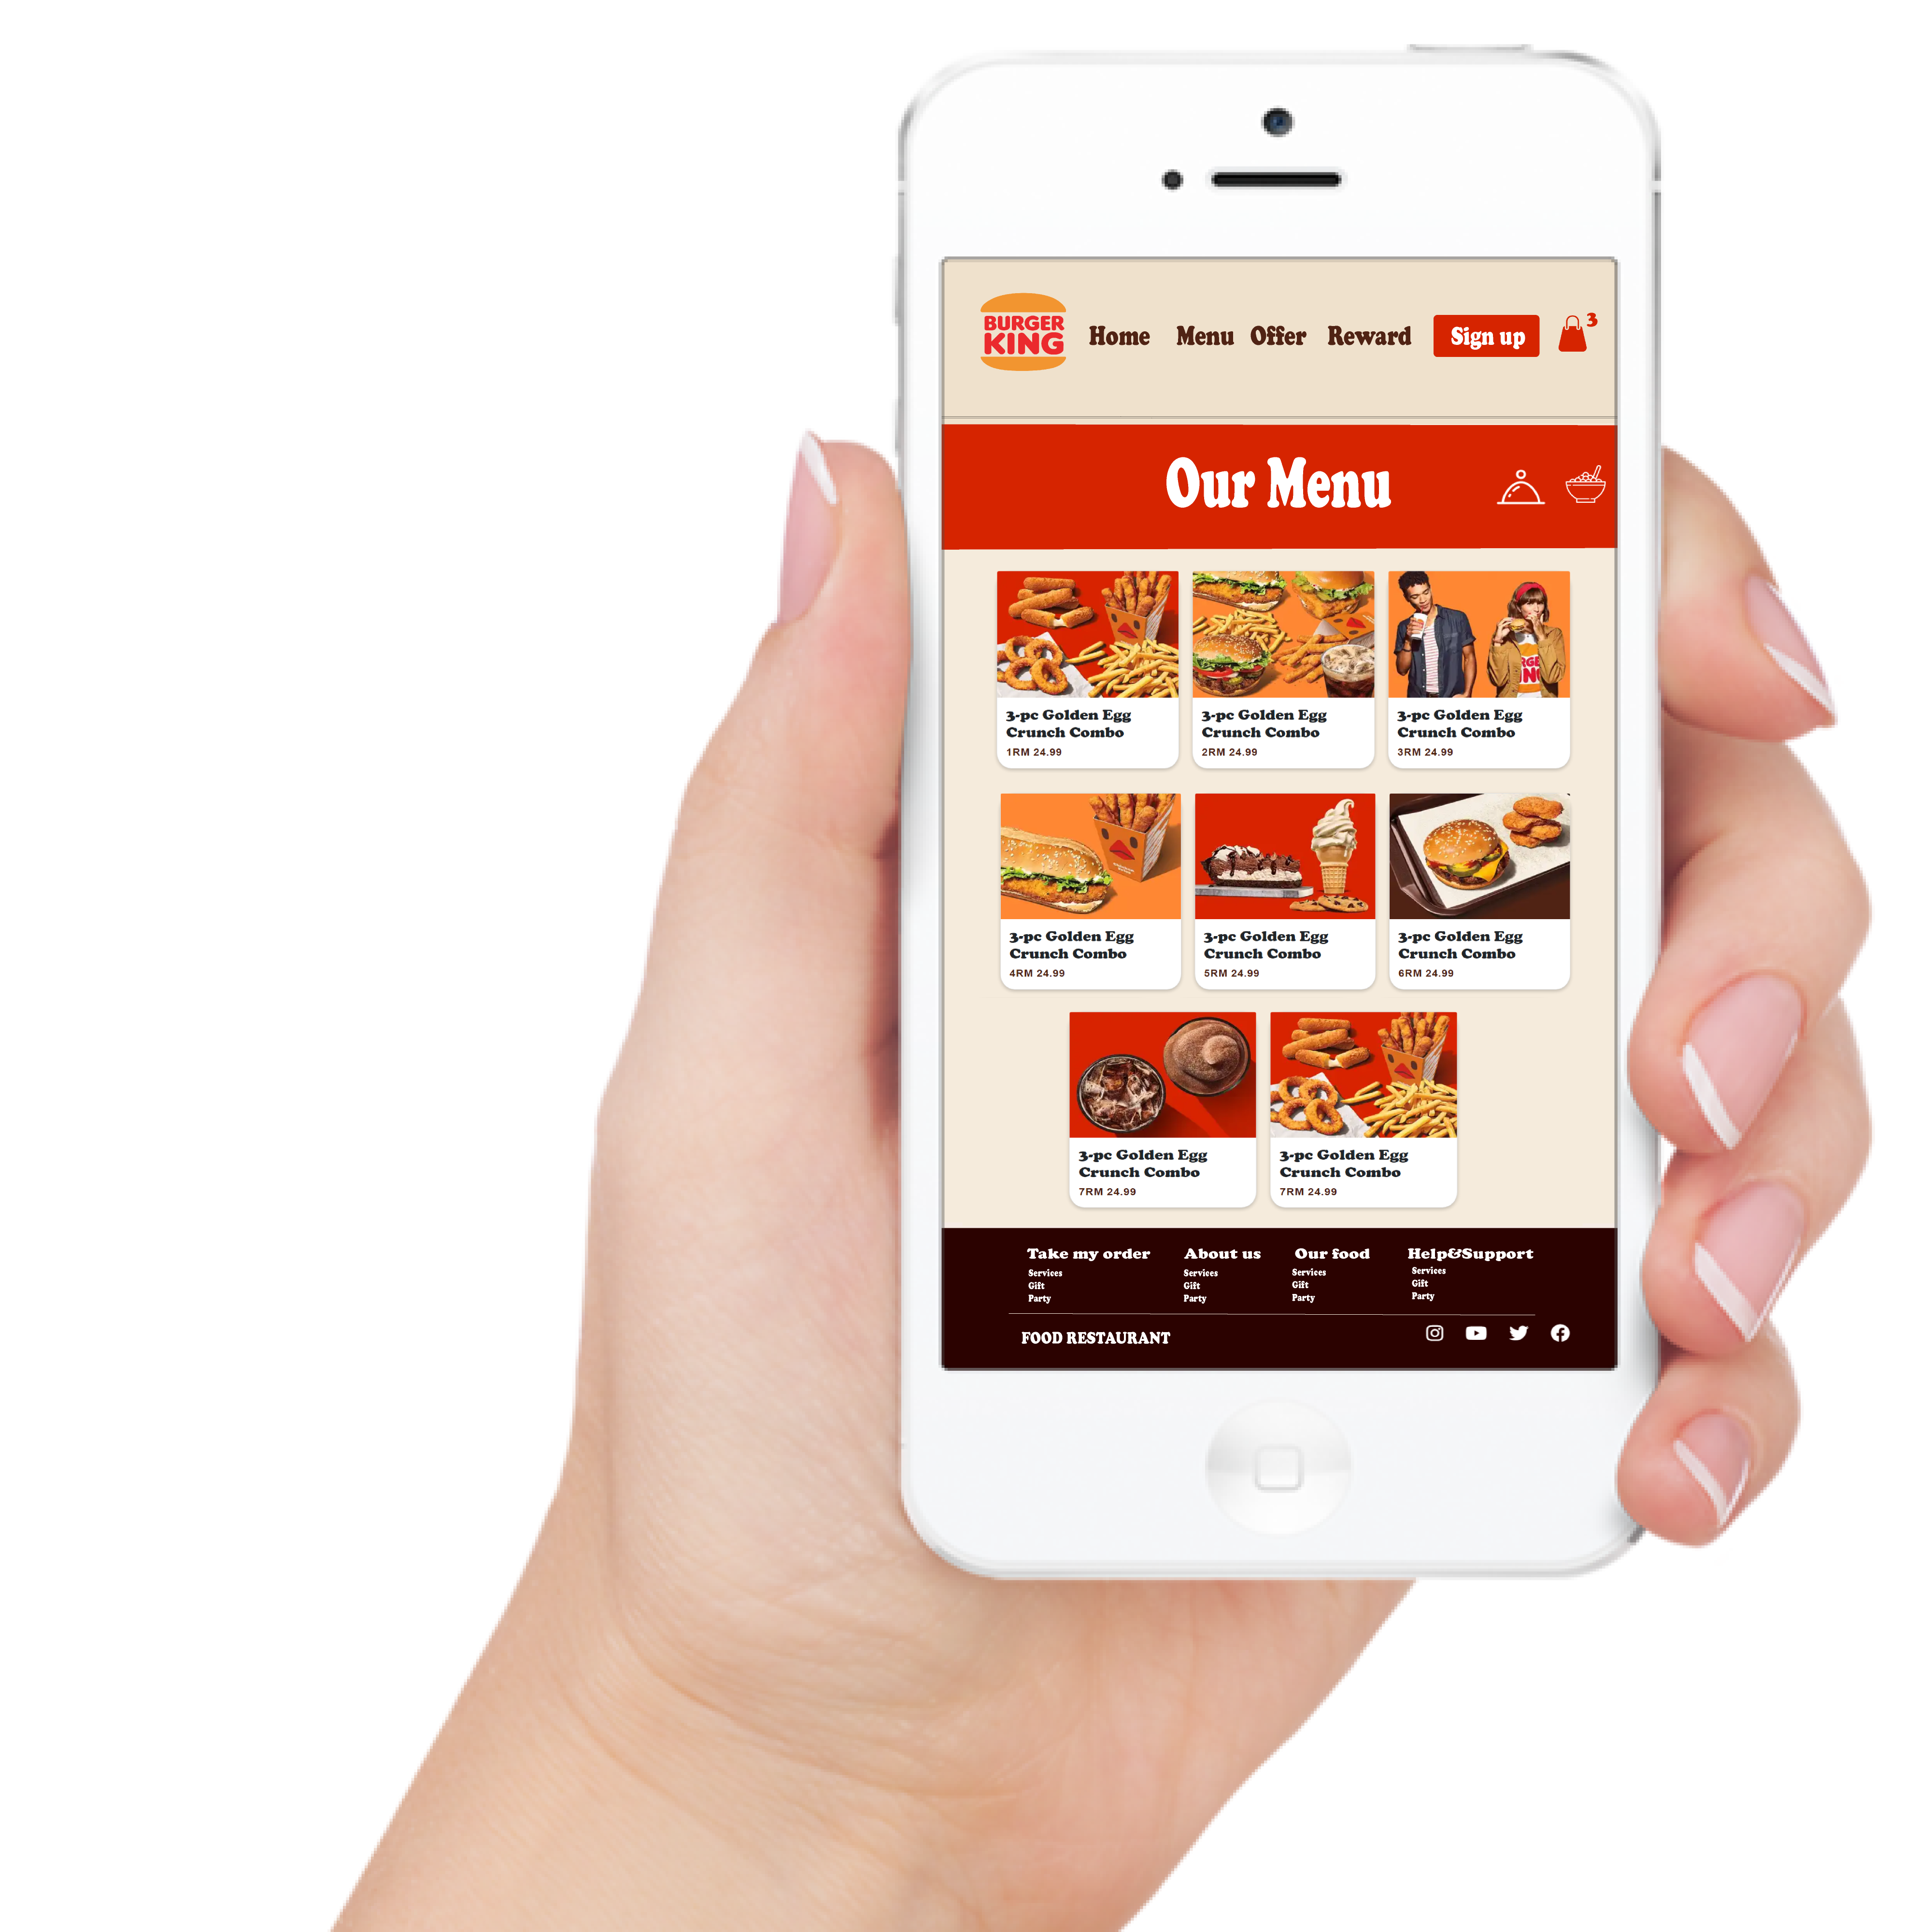 BURGER
KING
Home Menu Offer Reward Sign up 3
Our Menu
3-pc Golden Egg
Crunch Combo
1RM 24.99
3-pc Golden Egg
Crunch Combo
2RM 24.99
3-pc Golden Egg
Crunch Combo
3RM 24.99
3-pc Golden Egg
Crunch Combo
4RM 24.99
3-pc Golden Egg
Crunch Combo
5RM 24.99
3-pc Golden Egg
Crunch Combo
6RM 24.99
3-pc Golden Egg
Crunch Combo
7RM 24.99
3-pc Golden Egg
Crunch Combo
7RM 24.99
Take my order
Services
Gift
Party
About us
Services
Gift
Party
Our food
Services
Gift
Party
Help&Support
Services
Gift
Party
FOOD RESTAURANT